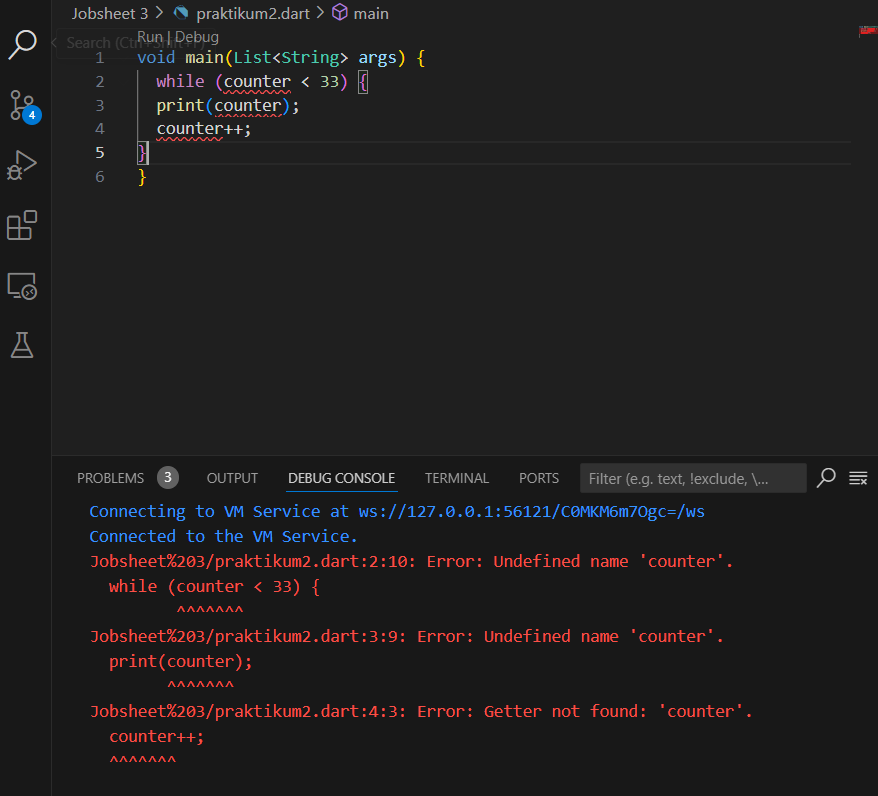 Jobsheet 3 > praktikum2.dart > main
Search (Ctrl+Shift+F)
Run | Debug
1 void main(List<String> args) {
2 while (counter < 33) {
3 print(counter);
4 counter++;
5 }
6 }
4
PROBLEMS 3 OUTPUT DEBUG CONSOLE TERMINAL PORTS Filter (e.g. text, !exclude, \...
Connecting to VM Service at ws://127.0.0.1:56121/C0MKM6m7Ogc=/ws
Connected to the VM Service.
Jobsheet%203/praktikum2.dart:2:10: Error: Undefined name 'counter'.
while (counter < 33) {
^^^^^^^
Jobsheet%203/praktikum2.dart:3:9: Error: Undefined name 'counter'.
print(counter);
^^^^^^^
Jobsheet%203/praktikum2.dart:4:3: Error: Getter not found: 'counter'.
counter++;
^^^^^^^